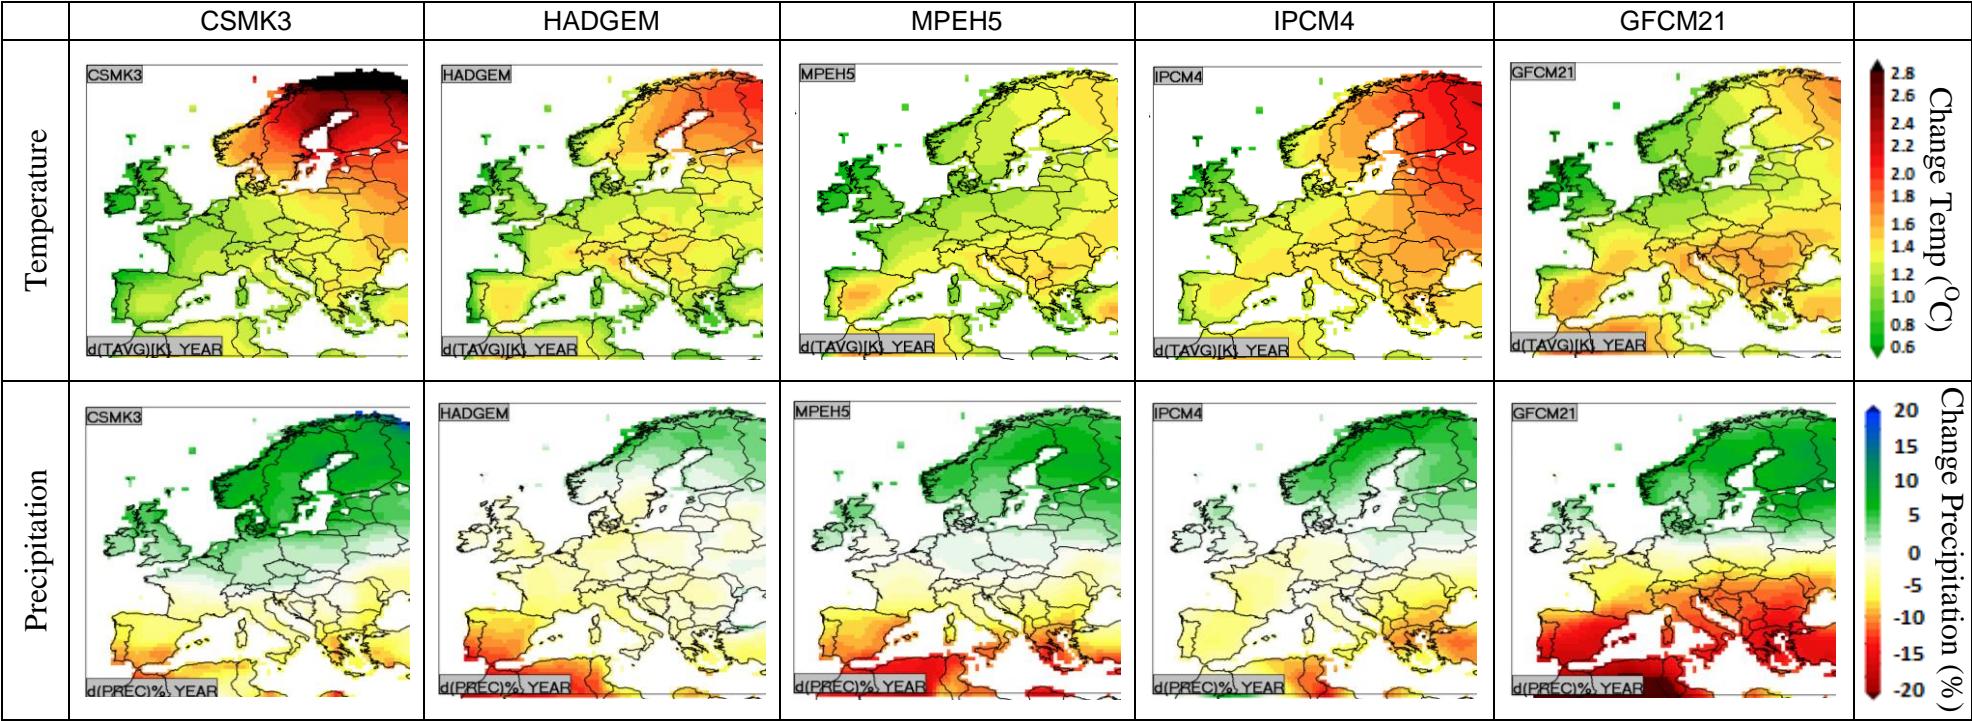 CSMK3 HADGEM MPEH5 IPCM4 GFCM21
Temperature
CSMK3
d(TAVG)[K], YEAR
HADGEM
d(TAVG)[K], YEAR
MPEH5
d(TAVG)[K], YEAR
IPCM4
d(TAVG)[K], YEAR
GFCM21
d(TAVG)[K], YEAR
2.8
2.6
2.4
2.2
2.0
1.8
1.6
1.4
1.2
1.0
0.8
0.6
Change Temp (⁰C)
Precipitation
CSMK3
d(PREC)%, YEAR
HADGEM
d(PREC)%, YEAR
MPEH5
d(PREC)%, YEAR
IPCM4
d(PREC)%, YEAR
GFCM21
d(PREC)%, YEAR
20
15
10
5
0
-5
-10
-15
-20
Change Precipitation (%)